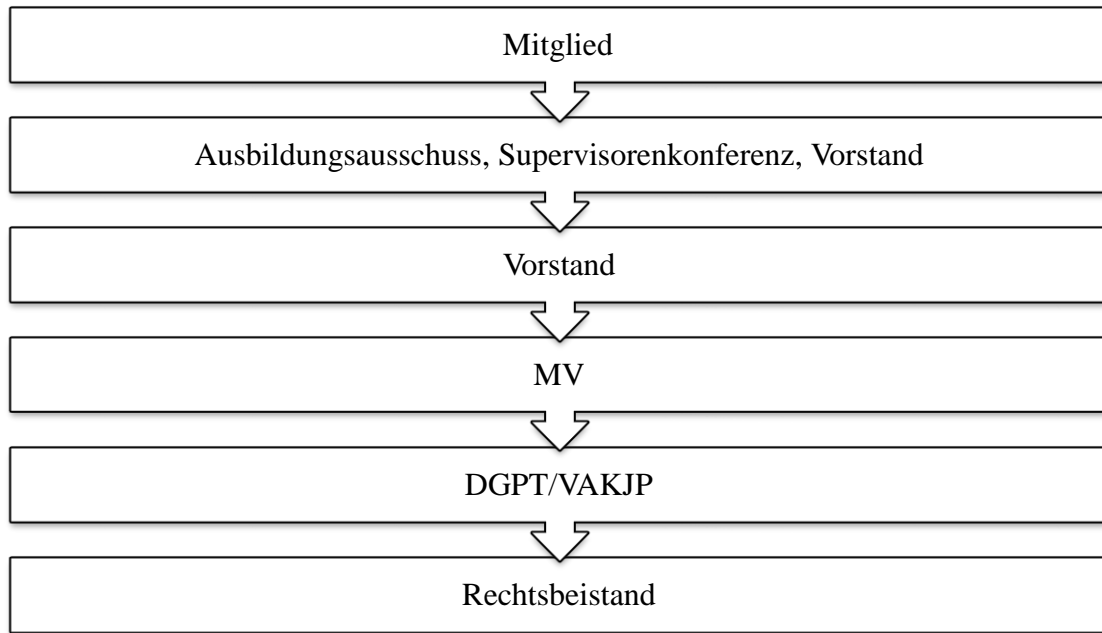 Mitglied
Ausbildungsausschuss, Supervisorenkonferenz, Vorstand
Vorstand
MV
DGPT/VAKJP
Rechtsbeistand